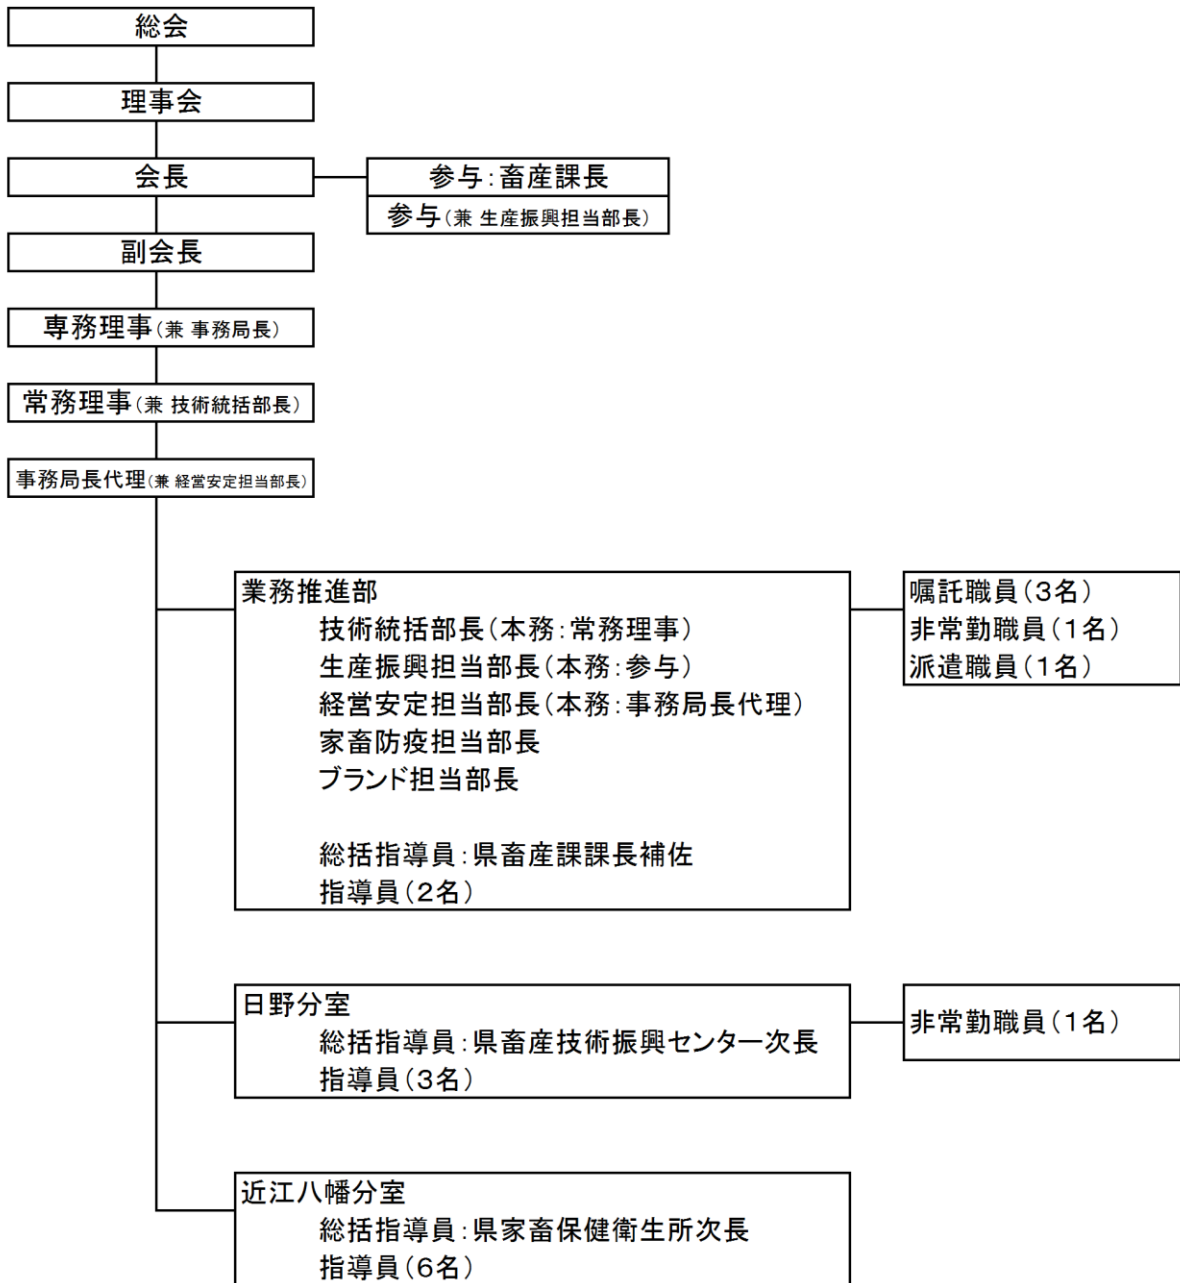 総会
理事会
会長
参与：畜産課長
参与（兼 生産振興担当部長）
副会長
専務理事（兼 事務局長）
常務理事（兼 技術統括部長）
事務局長代理（兼 経営安定担当部長）
業務推進部
技術統括部長（本務：常務理事）
生産振興担当部長（本務：参与）
経営安定担当部長（本務：事務局長代理）
家畜防疫担当部長
ブランド担当部長
総括指導員：県畜産課課長補佐
指導員（２名）
嘱託職員（３名）
非常勤職員（１名）
派遣職員（１名）
日野分室
総括指導員：県畜産技術振興センター次長
指導員（３名）
非常勤職員（１名）
近江八幡分室
総括指導員：県家畜保健衛生所次長
指導員（６名）